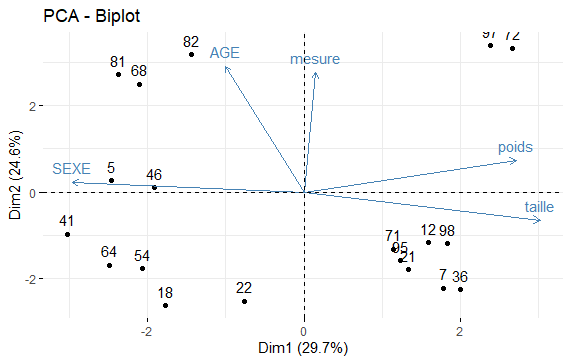 PCA - Biplot
97 72
82
AGE
mesure
81
68
2
poids
SEXE
5
46
0
taille
41
71
12 98
95
21
64
54
7 36
-2
18
22
-2
0
2
Dim1 (29.7%)
Dim2 (24.6%)